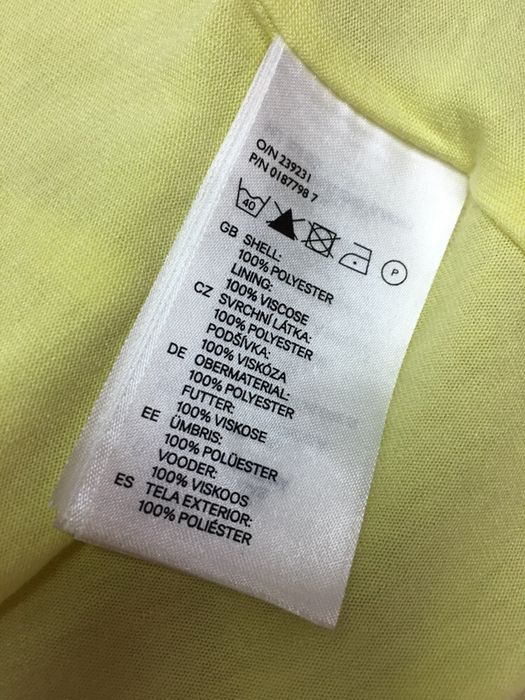 O/N 239231
P/N 0187798 7
40 P
GB SHELL:
100% POLYESTER
LINING:
100% VISCOSE
CZ SVRCHNÍ LÁTKA:
100% POLYESTER
PODŠÍVKA:
100% VISKÓZA
DE OBERMATERIAL:
100% POLYESTER
FUTTER:
100% VISKOSE
EE ÜMBRIS:
100% POLÜESTER
VOODER:
100% VISKOOS
ES TELA EXTERIOR:
100% POLIÉSTER